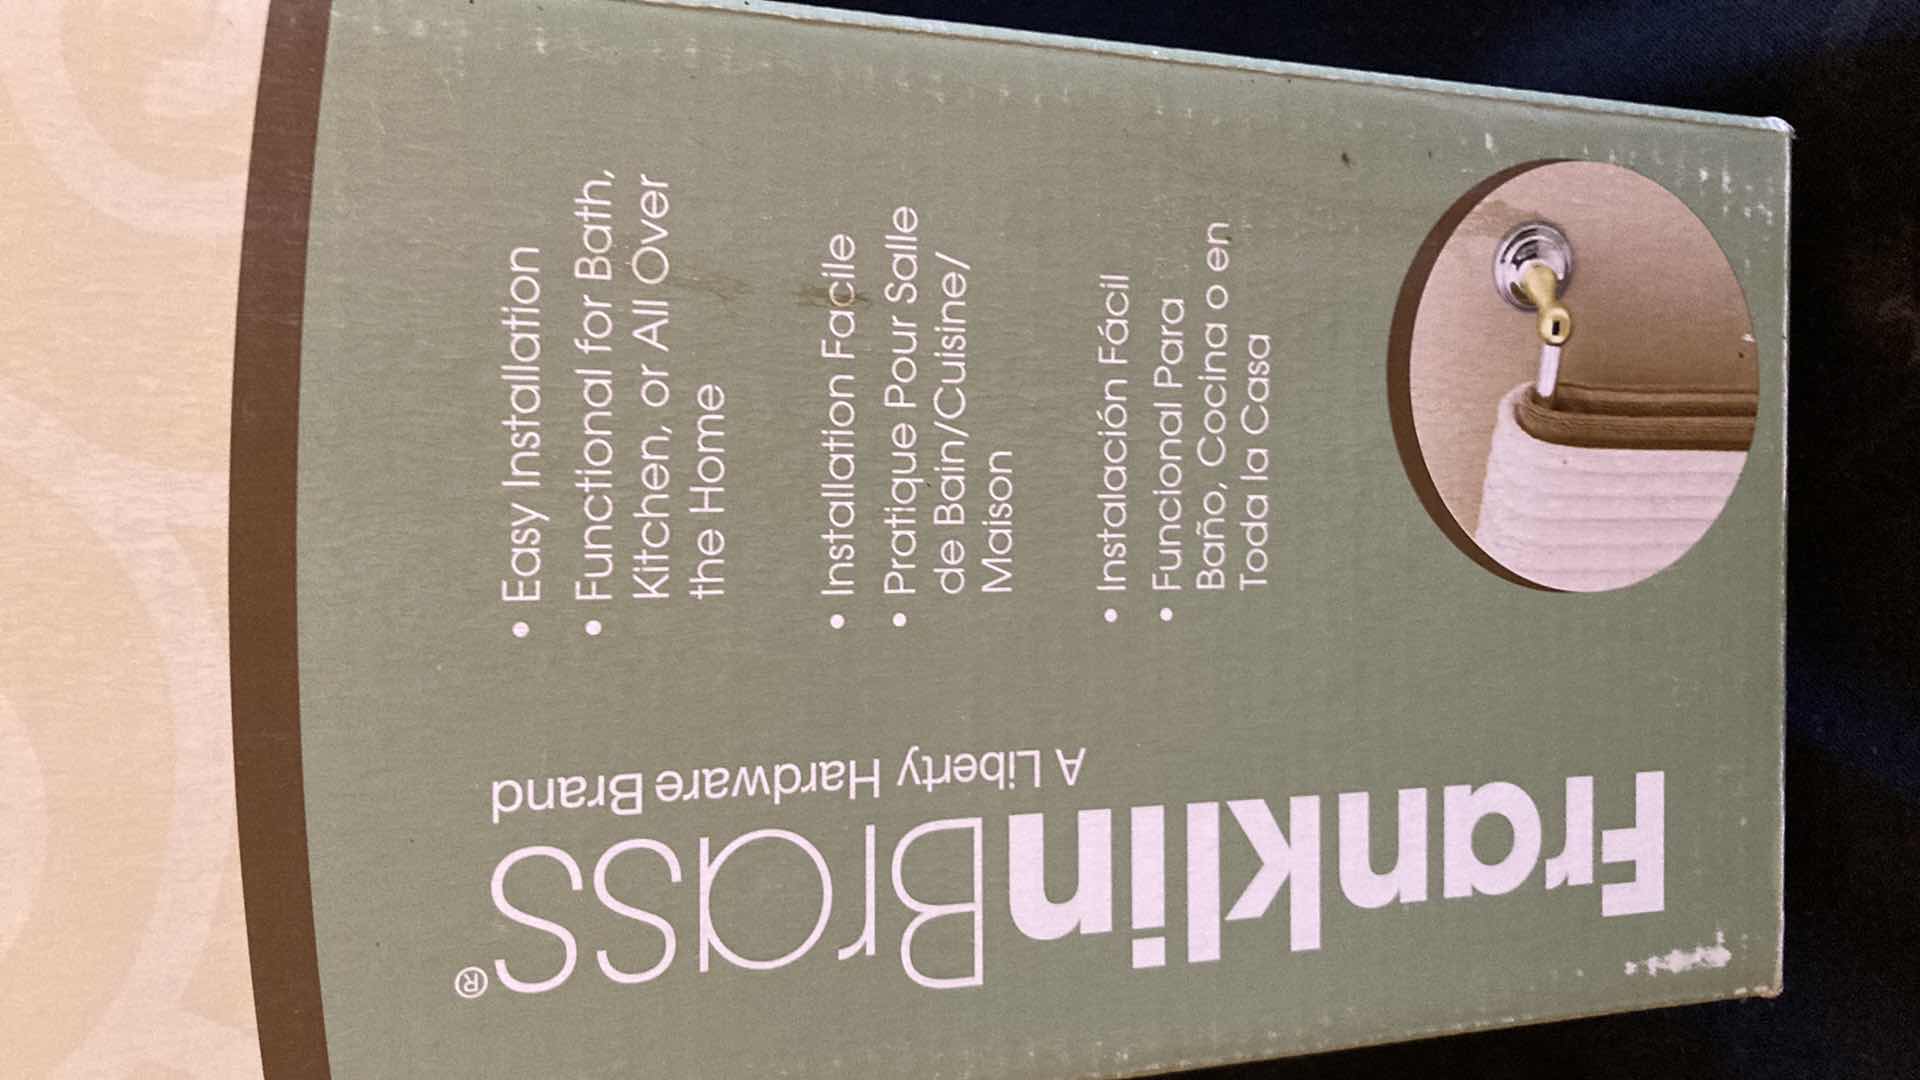 • Easy Installation
• Functional for Bath,
Kitchen, or All Over
the Home
• Installation Facile
• Pratique Pour Salle
de Bain/Cuisine/
Maison
• Instalación Fácil
• Funcional Para
Baño, Cocina o en
Toda la Casa
FranklinBrass®
A Liberty Hardware Brand